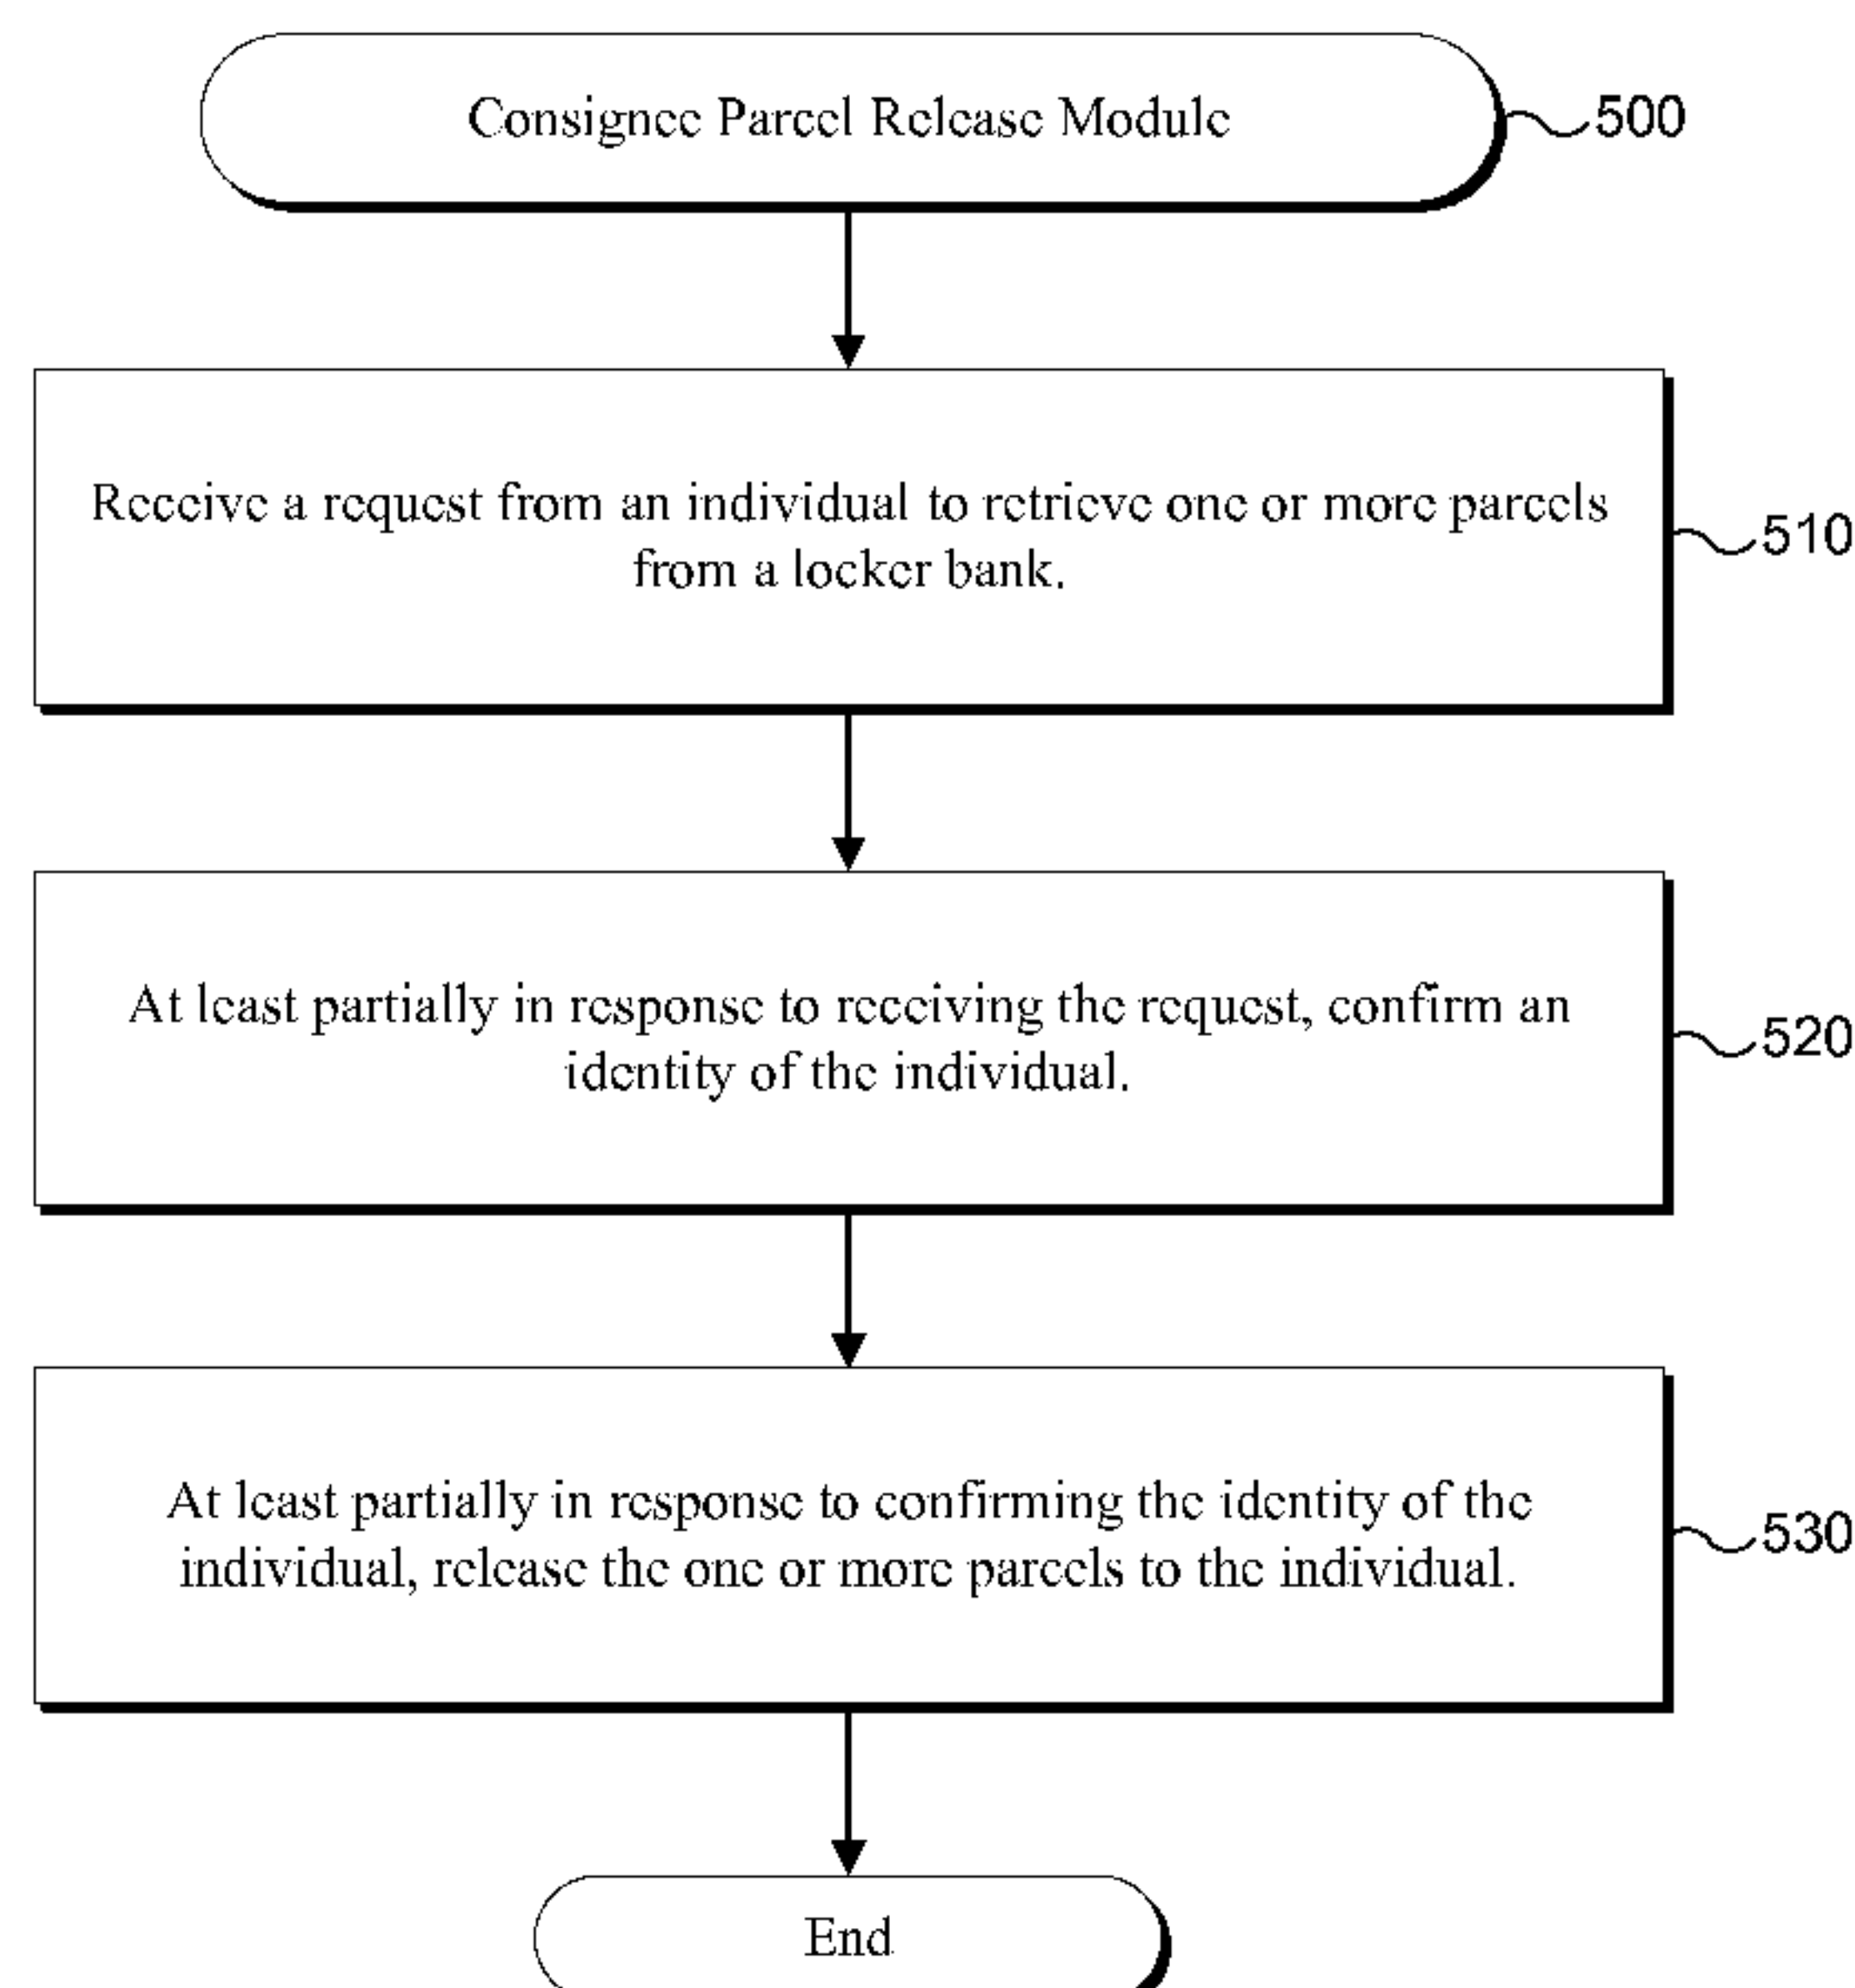 Consignee Parcel Release Module
500
Receive a request from an individual to retrieve one or more parcels
from a locker bank.
510
At least partially in response to receiving the request, confirm an
identity of the individual.
520
At least partially in response to confirming the identity of the
individual, release the one or more parcels to the individual.
530
End